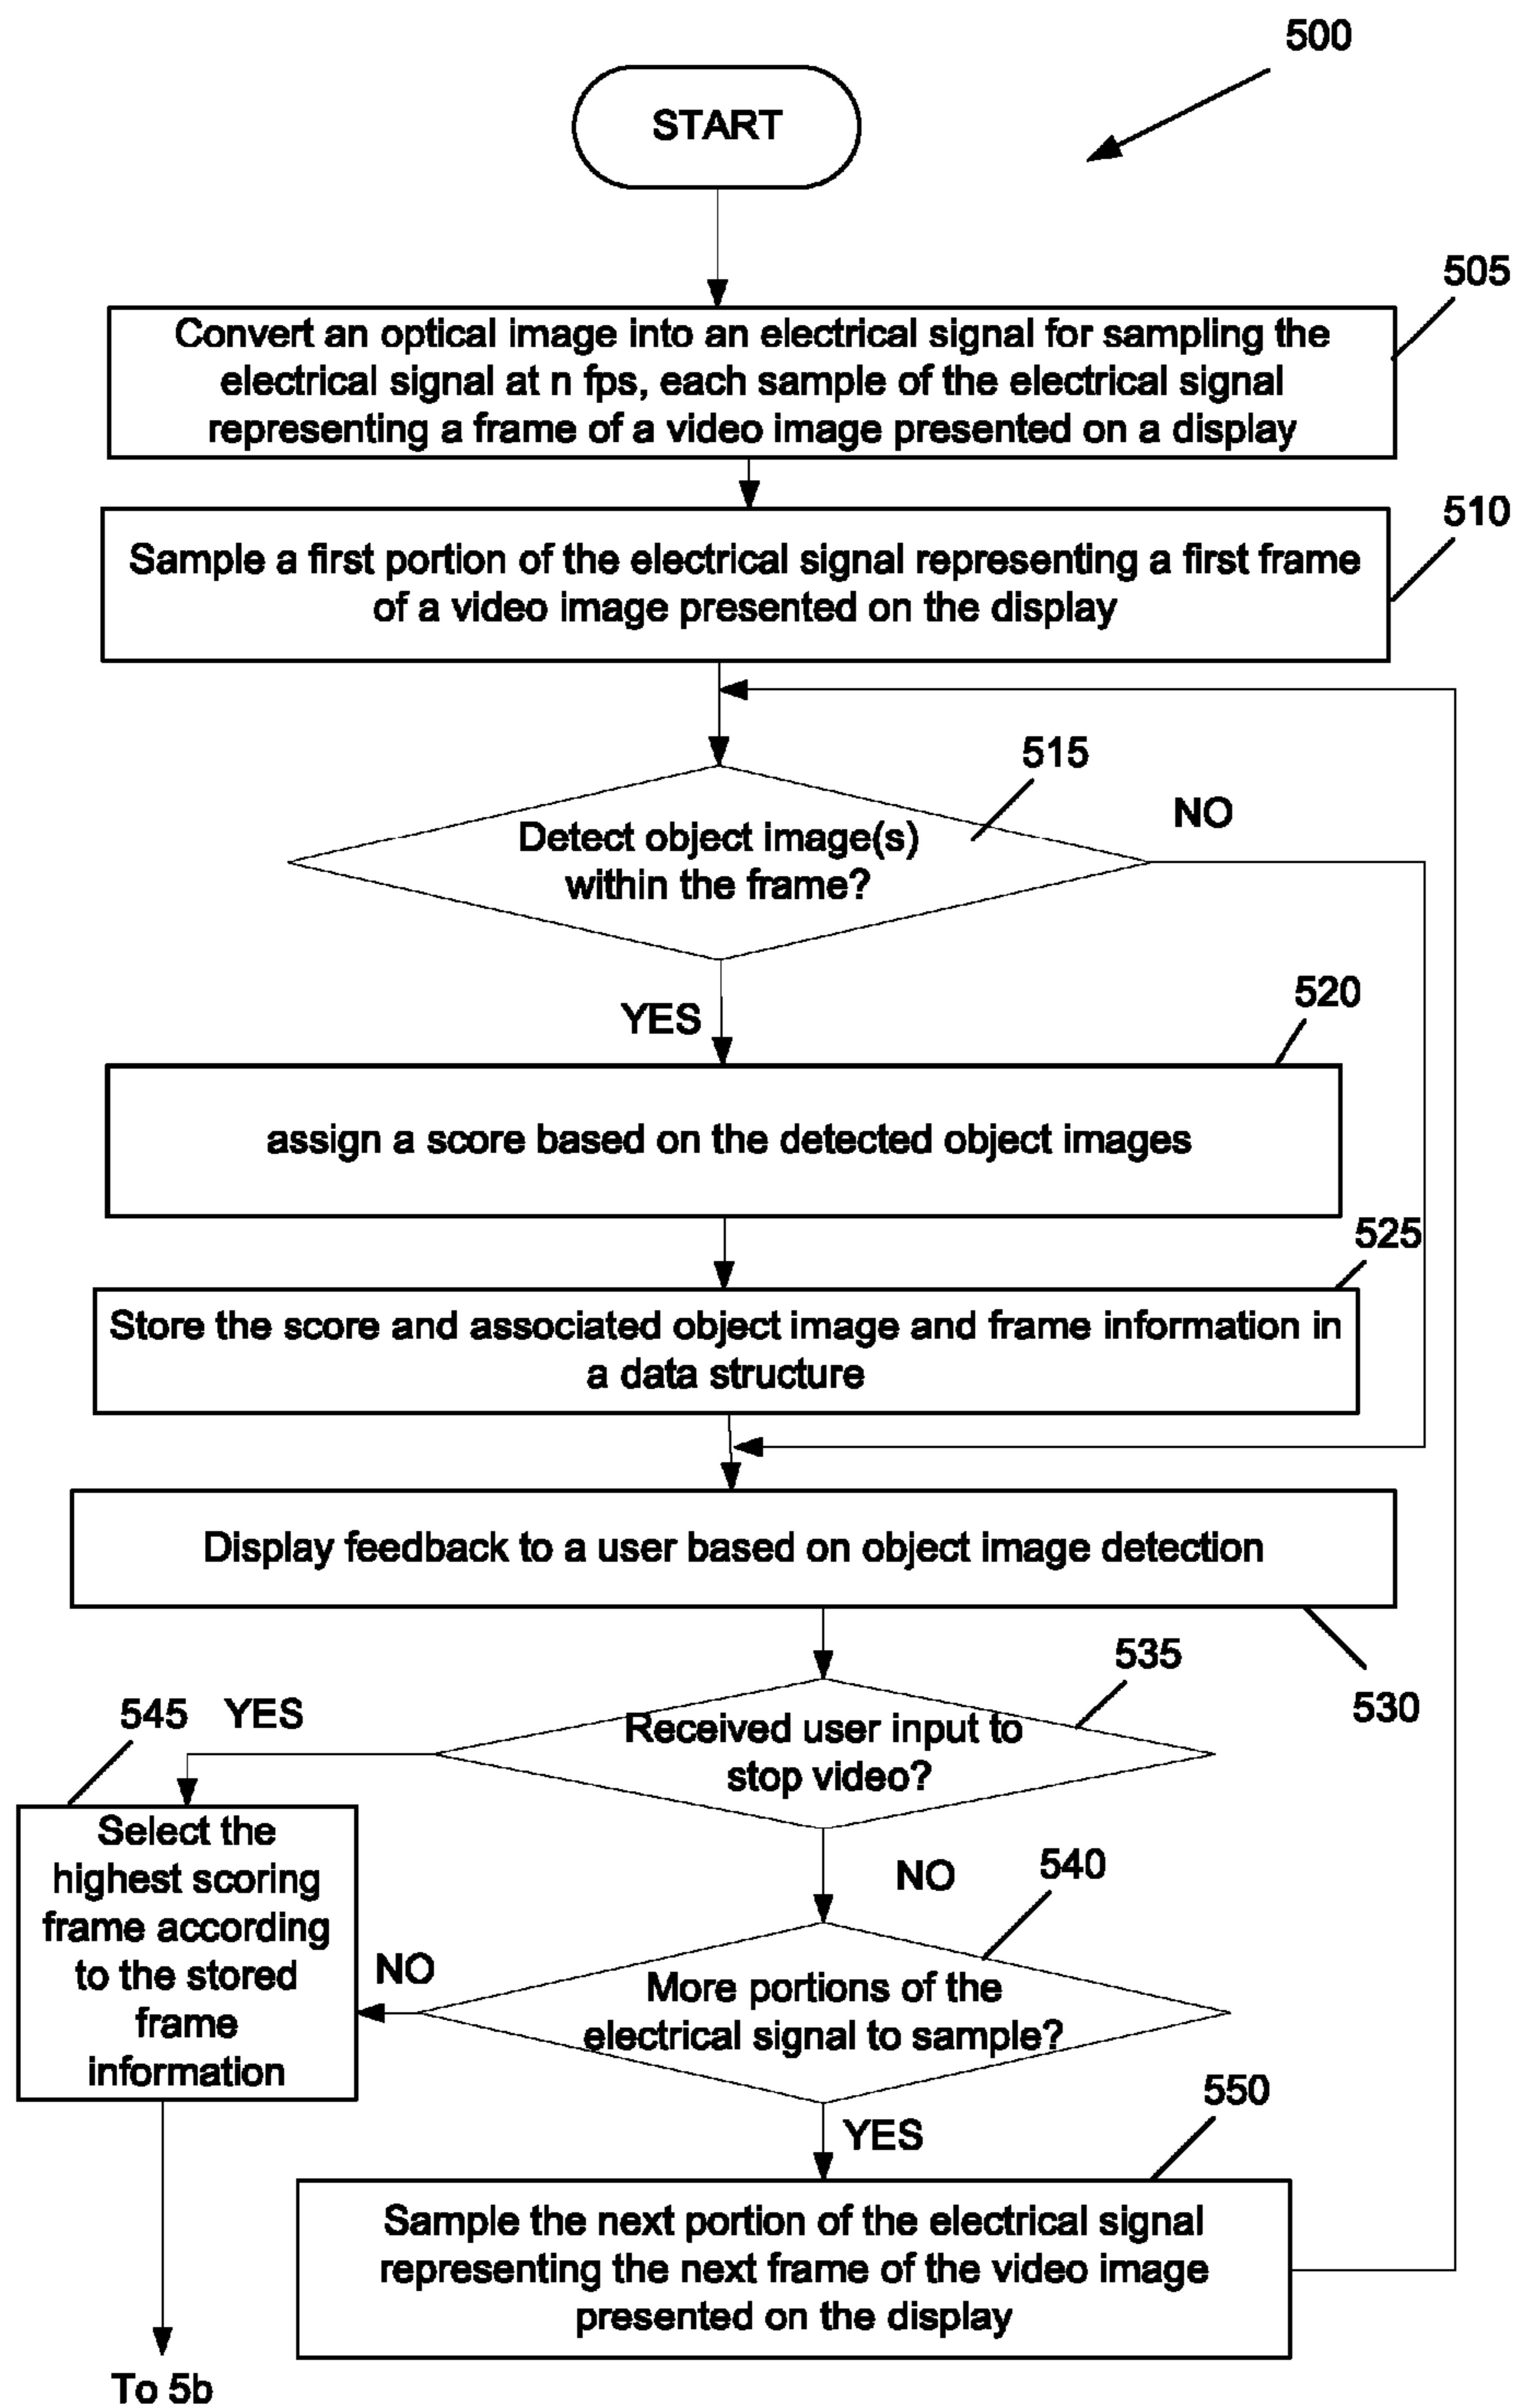 500
START
505
Convert an optical image into an electrical signal for sampling the
electrical signal at n fps, each sample of the electrical signal
representing a frame of a video image presented on a display
510
Sample a first portion of the electrical signal representing a first frame
of a video image presented on the display
515
NO
Detect object image(s)
within the frame?
YES
520
assign a score based on the detected object images
525
Store the score and associated object image and frame information in
a data structure
Display feedback to a user based on object image detection
530
535
545
YES
Received user input to
stop video?
NO
540
Select the
highest scoring
frame according
to the stored
frame
information
NO
More portions of the
electrical signal to sample?
YES
550
Sample the next portion of the electrical signal
representing the next frame of the video image
presented on the display
To 5b